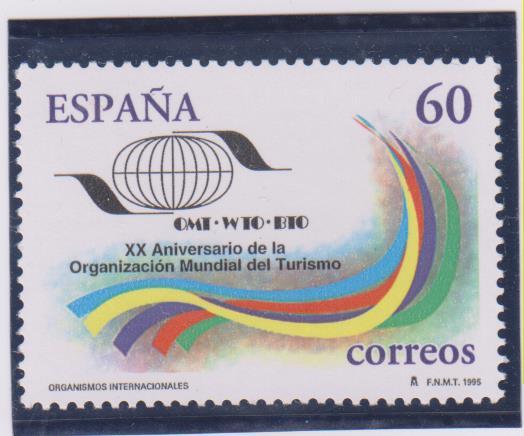 ESPAÑA 60
OMT · WTO · BTO
XX Aniversario de la
Organización Mundial del Turismo
correos
ORGANISMOS INTERNACIONALES F.N.M.T. 1995